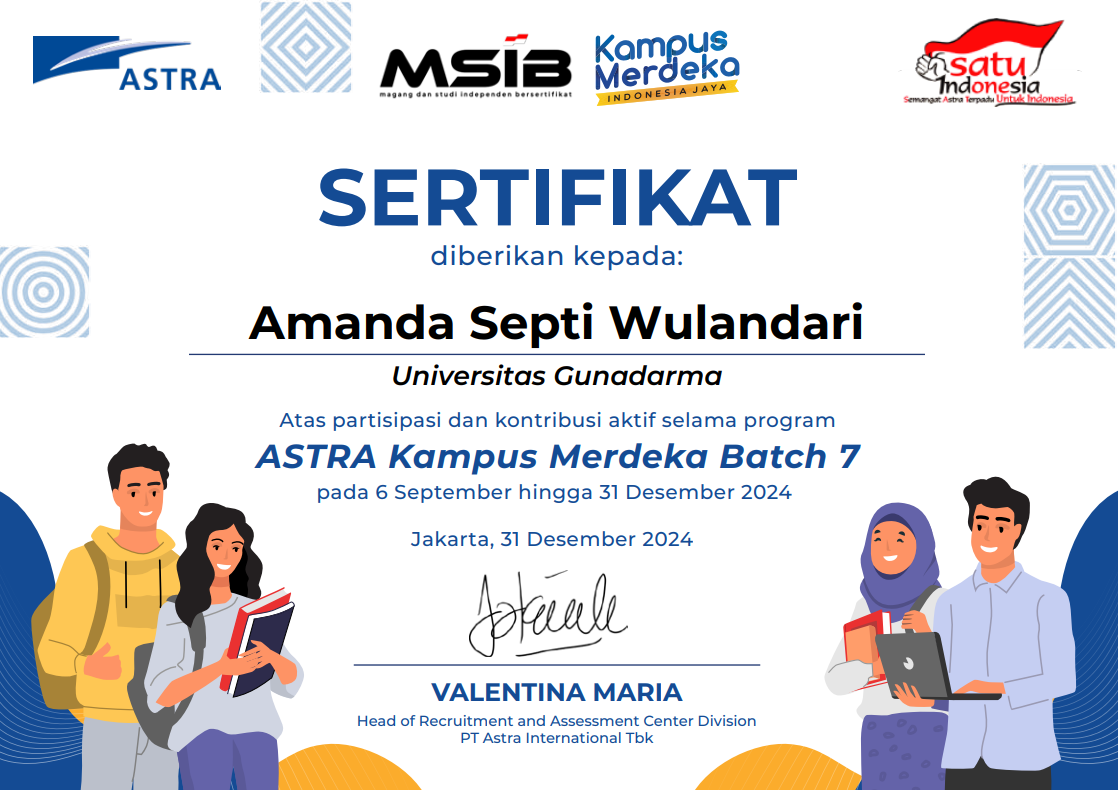 ASTRA
MSIB
magang dan studi independen bersertifikat
Kampus
Merdeka
INDONESIA JAYA
satu
Indonesia
Semangat Astra Terpadu Untuk Indonesia
SERTIFIKAT
diberikan kepada:
Amanda Septi Wulandari
Universitas Gunadarma
Atas partisipasi dan kontribusi aktif selama program
ASTRA Kampus Merdeka Batch 7
pada 6 September hingga 31 Desember 2024
Jakarta, 31 Desember 2024
VALENTINA MARIA
Head of Recruitment and Assessment Center Division
PT Astra International Tbk